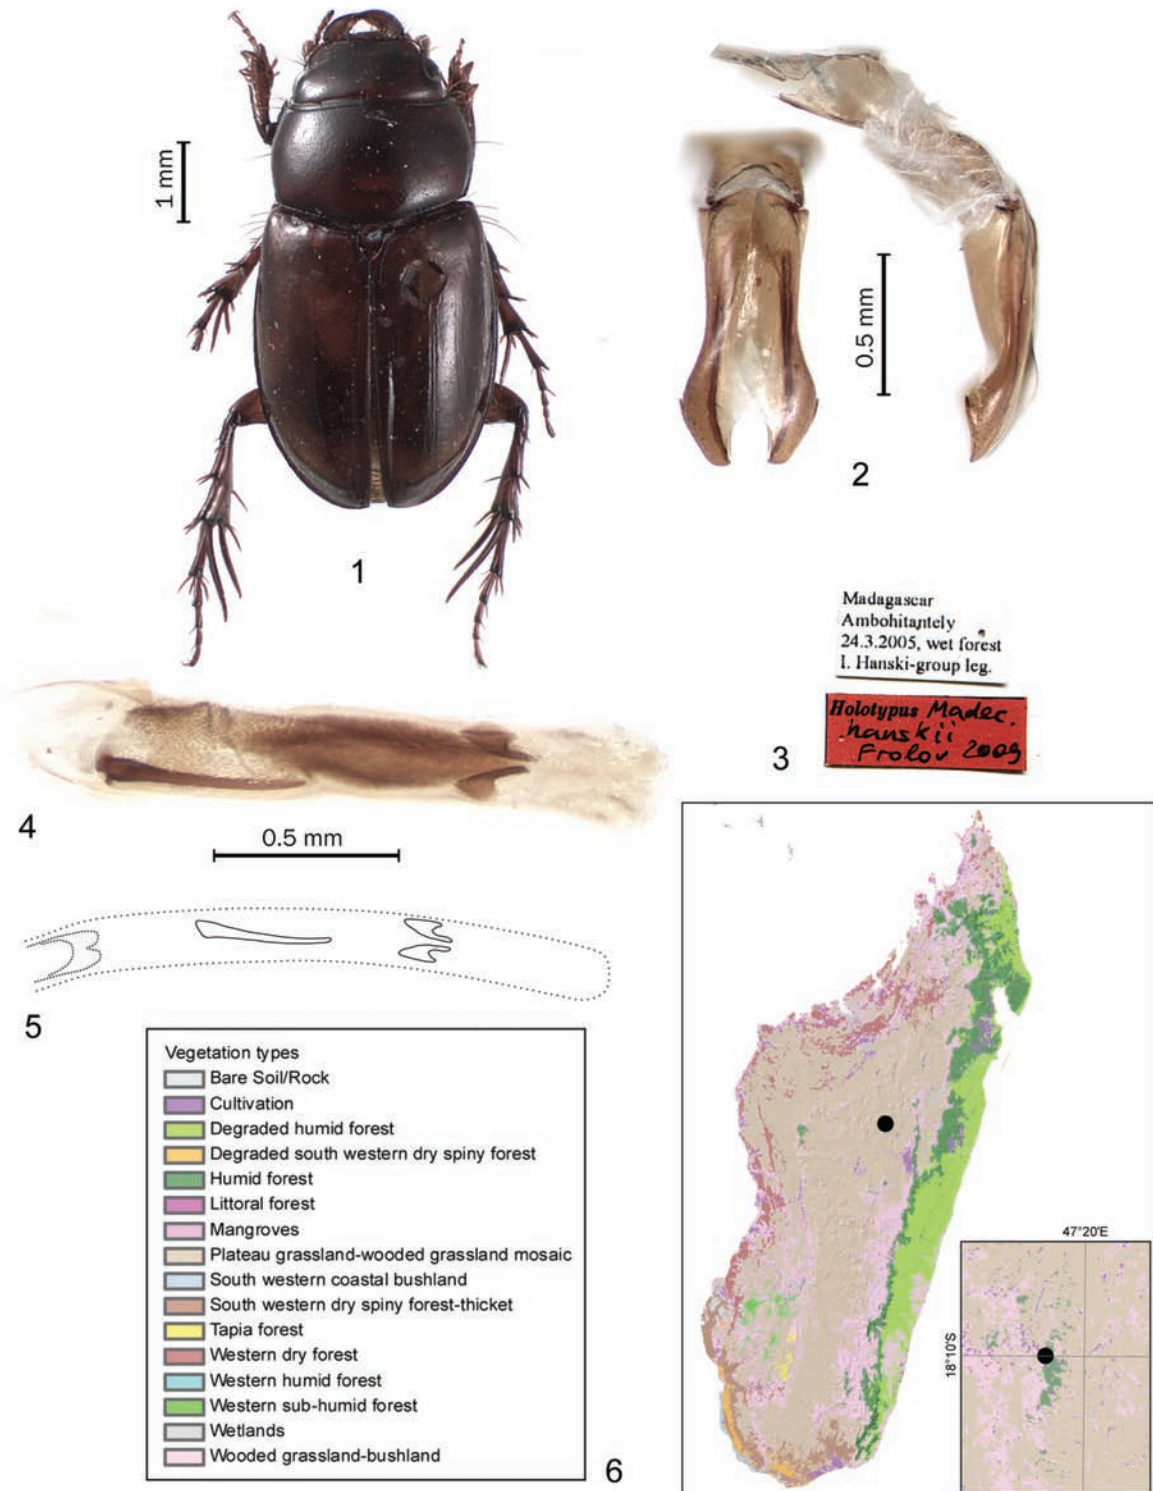 1 mm
1
0.5 mm
2
Madagascar
Ambohitantely
24.3.2005, wet forest
I. Hanski-group leg.
Holotypus Madec.
hanskii
Frolov 2009
3
4
0.5 mm
5
Vegetation types
Bare Soil/Rock
Cultivation
Degraded humid forest
Degraded south western dry spiny forest
Humid forest
Littoral forest
Mangroves
Plateau grassland-wooded grassland mosaic
South western coastal bushland
South western dry spiny forest-thicket
Tapia forest
Western dry forest
Western humid forest
Western sub-humid forest
Wetlands
Wooded grassland-bushland
6
47°20'E
18°10'S